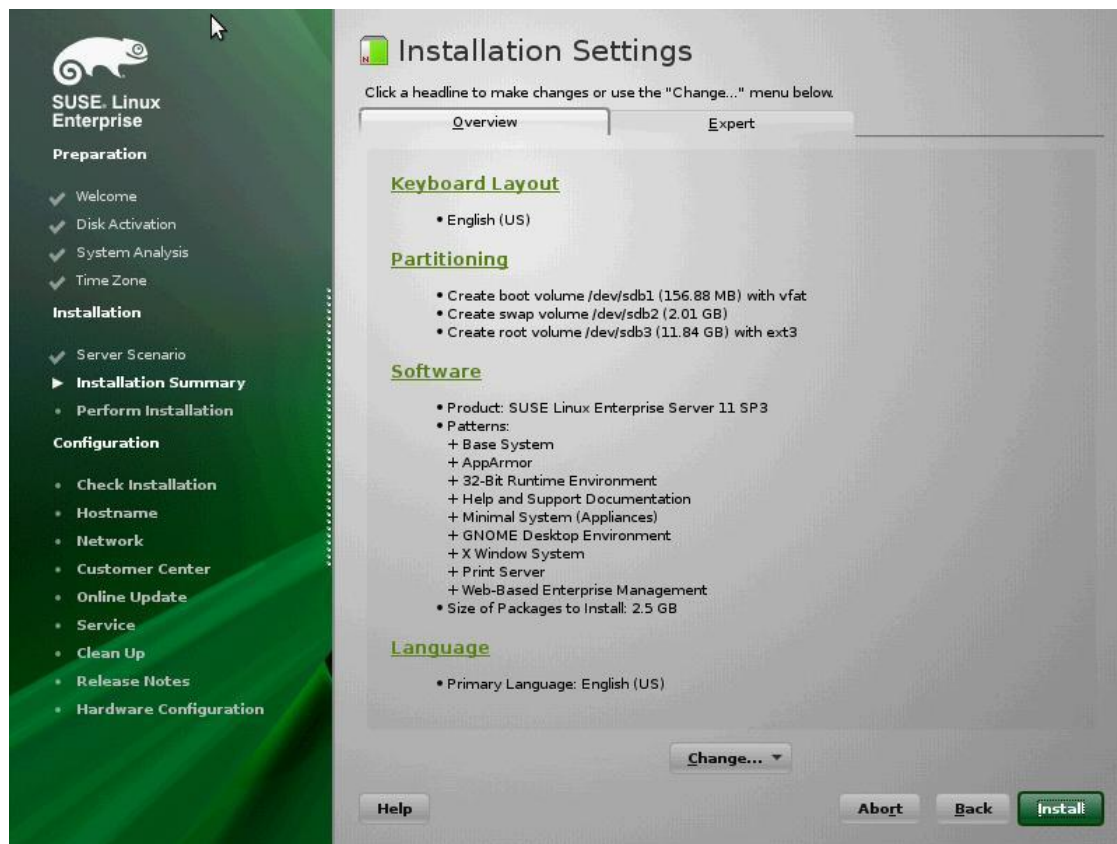 SUSE. Linux
Enterprise
Preparation
Welcome
Disk Activation
System Analysis
Time Zone
Installation
Server Scenario
Installation Summary
Perform Installation
Configuration
Check Installation
Hostname
Network
Customer Center
Online Update
Service
Clean Up
Release Notes
Hardware Configuration
Installation Settings
Click a headline to make changes or use the "Change..." menu below.
Overview
Expert
Keyboard Layout
• English (US)
Partitioning
• Create boot volume /dev/sdb1 (156.88 MB) with vfat
• Create swap volume /dev/sdb2 (2.01 GB)
• Create root volume /dev/sdb3 (11.84 GB) with ext3
Software
• Product: SUSE Linux Enterprise Server 11 SP3
• Patterns:
+ Base System
+ AppArmor
+ 32-Bit Runtime Environment
+ Help and Support Documentation
+ Minimal System (Appliances)
+ GNOME Desktop Environment
+ X Window System
+ Print Server
+ Web-Based Enterprise Management
• Size of Packages to Install: 2.5 GB
Language
• Primary Language: English (US)
Change...
Help
Abort
Back
Install